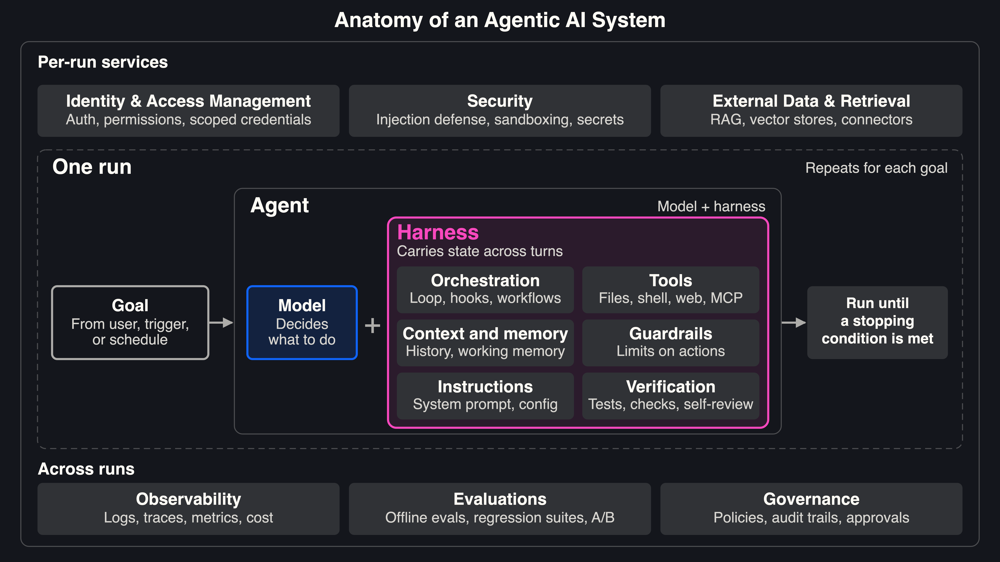 Anatomy of an Agentic AI System
Per-run services
Identity & Access Management
Auth, permissions, scoped credentials
Security
Injection defense, sandboxing, secrets
External Data & Retrieval
RAG, vector stores, connectors
One run
Repeats for each goal
Agent
Model + harness
Harness
Carries state across turns
Goal
From user, trigger,
or schedule
Model
Decides
what to do
+
Orchestration
Loop, hooks, workflows
Tools
Files, shell, web, MCP
Context and memory
History, working memory
Guardrails
Limits on actions
Instructions
System prompt, config
Verification
Tests, checks, self-review
Run until
a stopping
condition is met
Across runs
Observability
Logs, traces, metrics, cost
Evaluations
Offline evals, regression suites, A/B
Governance
Policies, audit trails, approvals